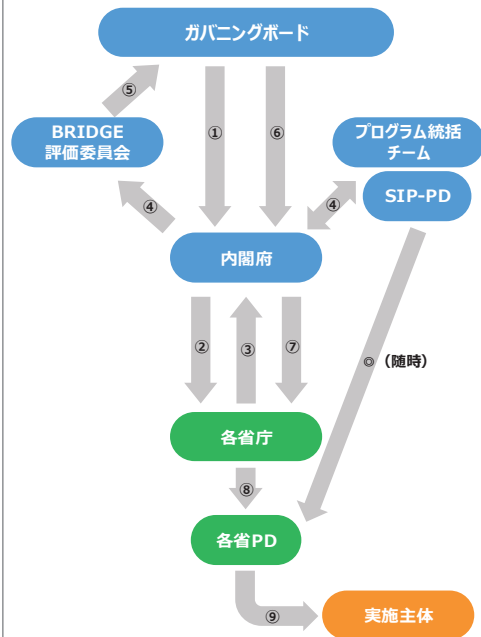 ガバニングボード
⑤
①
⑥
BRIDGE
評価委員会
プログラム統括
チーム
SIP-PD
④
④
内閣府
②
③
⑦
◎（随時）
各省庁
⑧
各省PD
⑨
実施主体